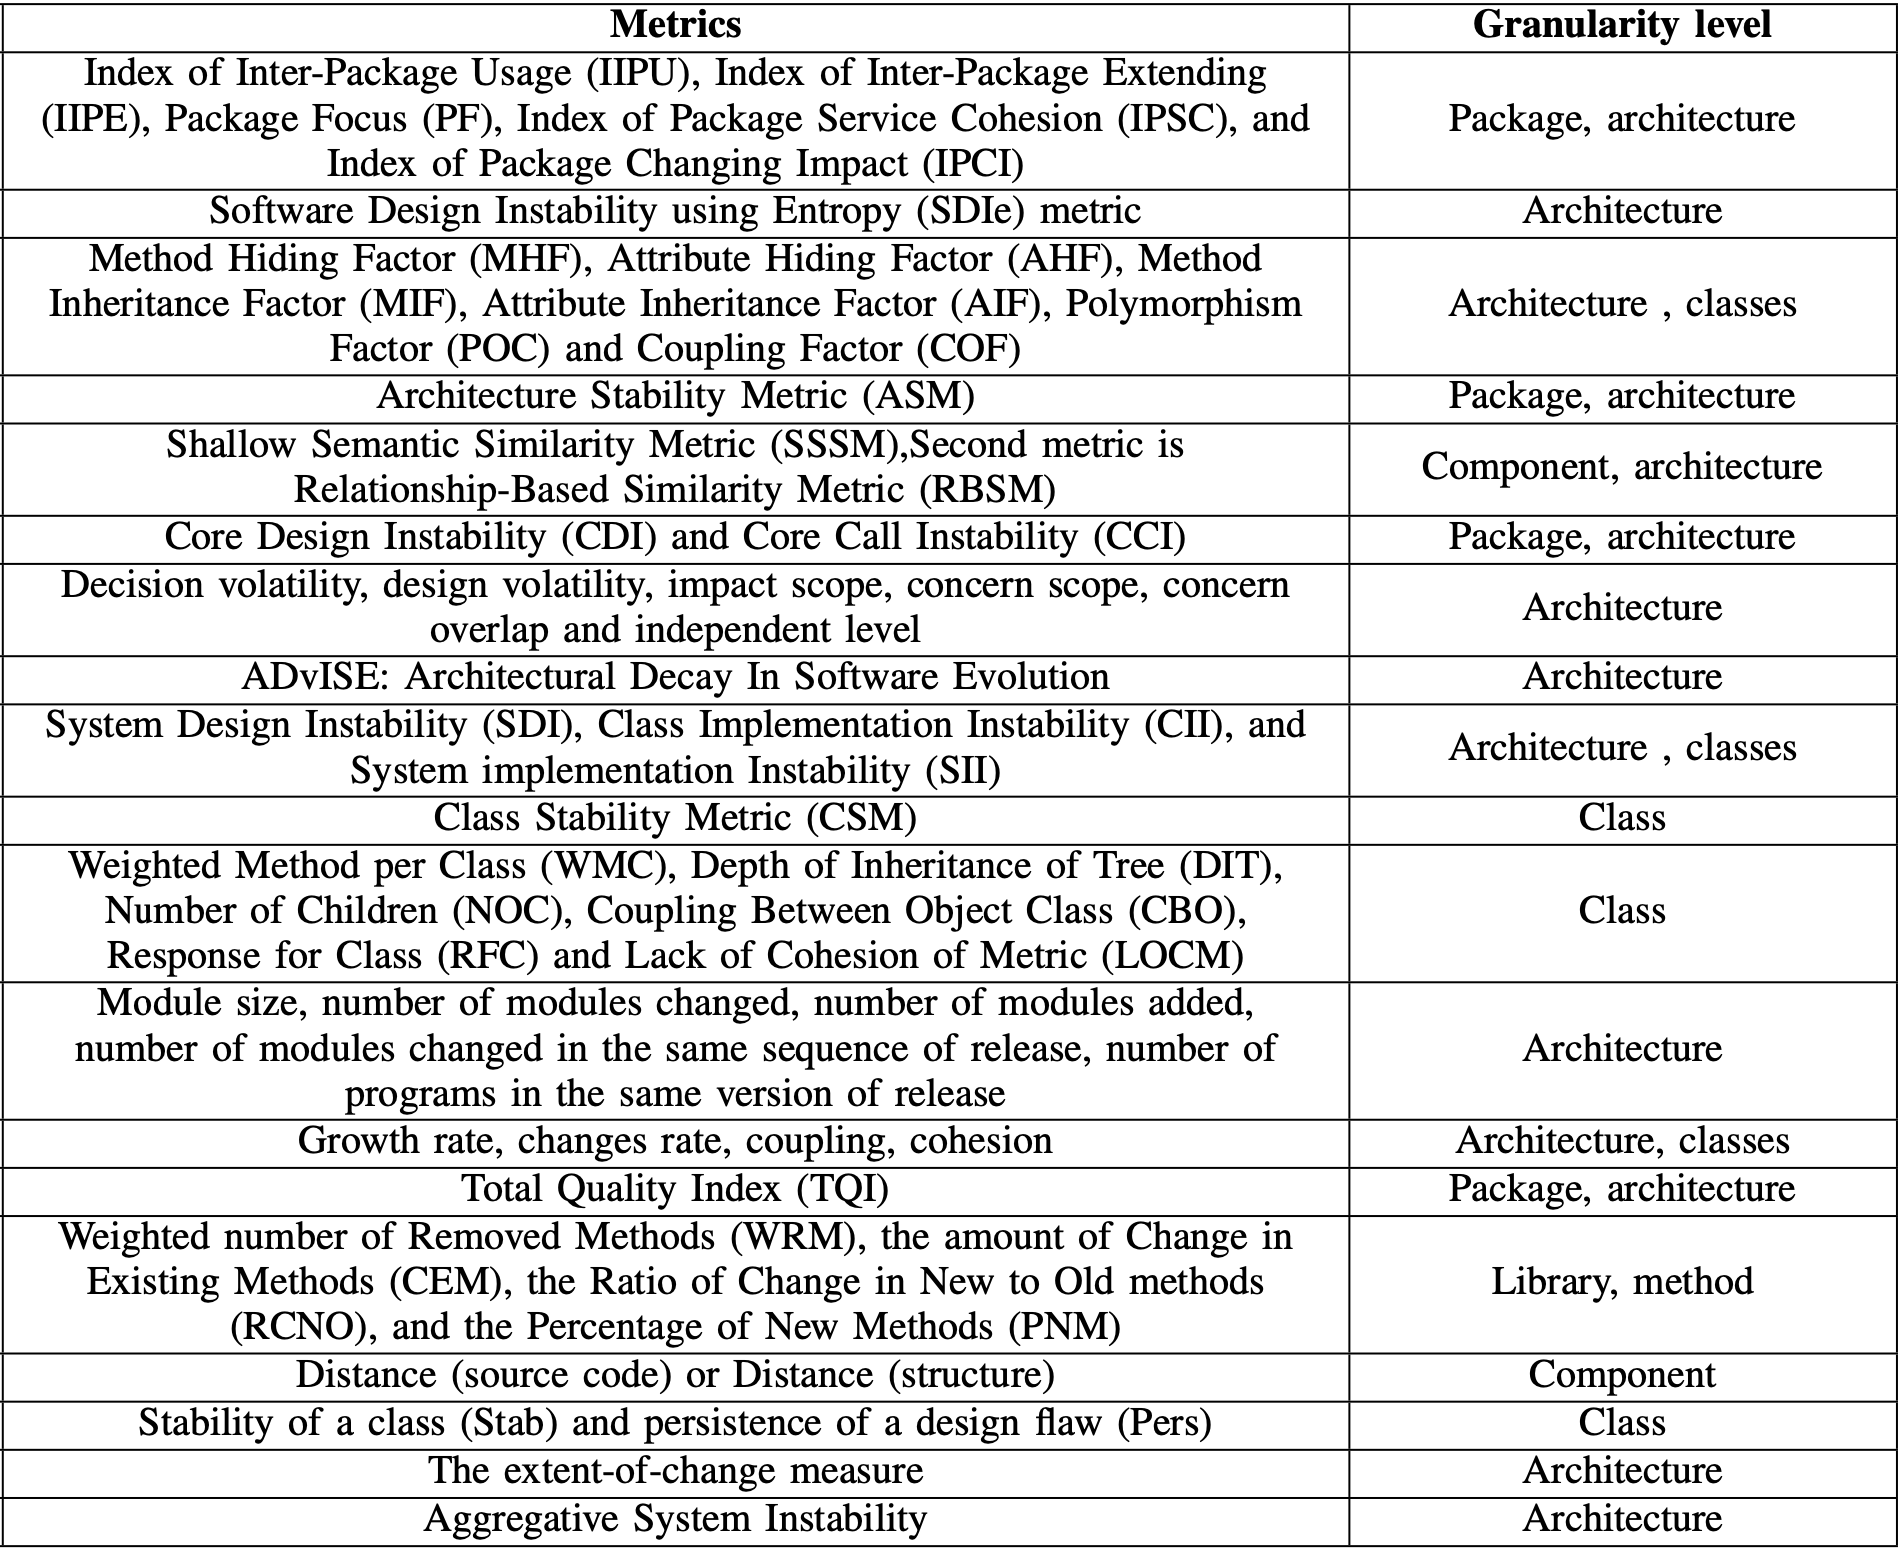 Metrics
Granularity level
Index of Inter-Package Usage (IIPU), Index of Inter-Package Extending
(IIPE), Package Focus (PF), Index of Package Service Cohesion (IPSC), and
Index of Package Changing Impact (IPCI)
Package, architecture
Software Design Instability using Entropy (SDIe) metric
Architecture
Method Hiding Factor (MHF), Attribute Hiding Factor (AHF), Method
Inheritance Factor (MIF), Attribute Inheritance Factor (AIF), Polymorphism
Factor (POC) and Coupling Factor (COF)
Architecture , classes
Architecture Stability Metric (ASM)
Package, architecture
Shallow Semantic Similarity Metric (SSSM),Second metric is
Relationship-Based Similarity Metric (RBSM)
Component, architecture
Core Design Instability (CDI) and Core Call Instability (CCI)
Package, architecture
Decision volatility, design volatility, impact scope, concern scope, concern
overlap and independent level
Architecture
ADvISE: Architectural Decay In Software Evolution
Architecture
System Design Instability (SDI), Class Implementation Instability (CII), and
System implementation Instability (SII)
Architecture , classes
Class Stability Metric (CSM)
Class
Weighted Method per Class (WMC), Depth of Inheritance of Tree (DIT),
Number of Children (NOC), Coupling Between Object Class (CBO),
Response for Class (RFC) and Lack of Cohesion of Metric (LOCM)
Class
Module size, number of modules changed, number of modules added,
number of modules changed in the same sequence of release, number of
programs in the same version of release
Architecture
Growth rate, changes rate, coupling, cohesion
Architecture, classes
Total Quality Index (TQI)
Package, architecture
Weighted number of Removed Methods (WRM), the amount of Change in
Existing Methods (CEM), the Ratio of Change in New to Old methods
(RCNO), and the Percentage of New Methods (PNM)
Library, method
Distance (source code) or Distance (structure)
Component
Stability of a class (Stab) and persistence of a design flaw (Pers)
Class
The extent-of-change measure
Architecture
Aggregative System Instability
Architecture